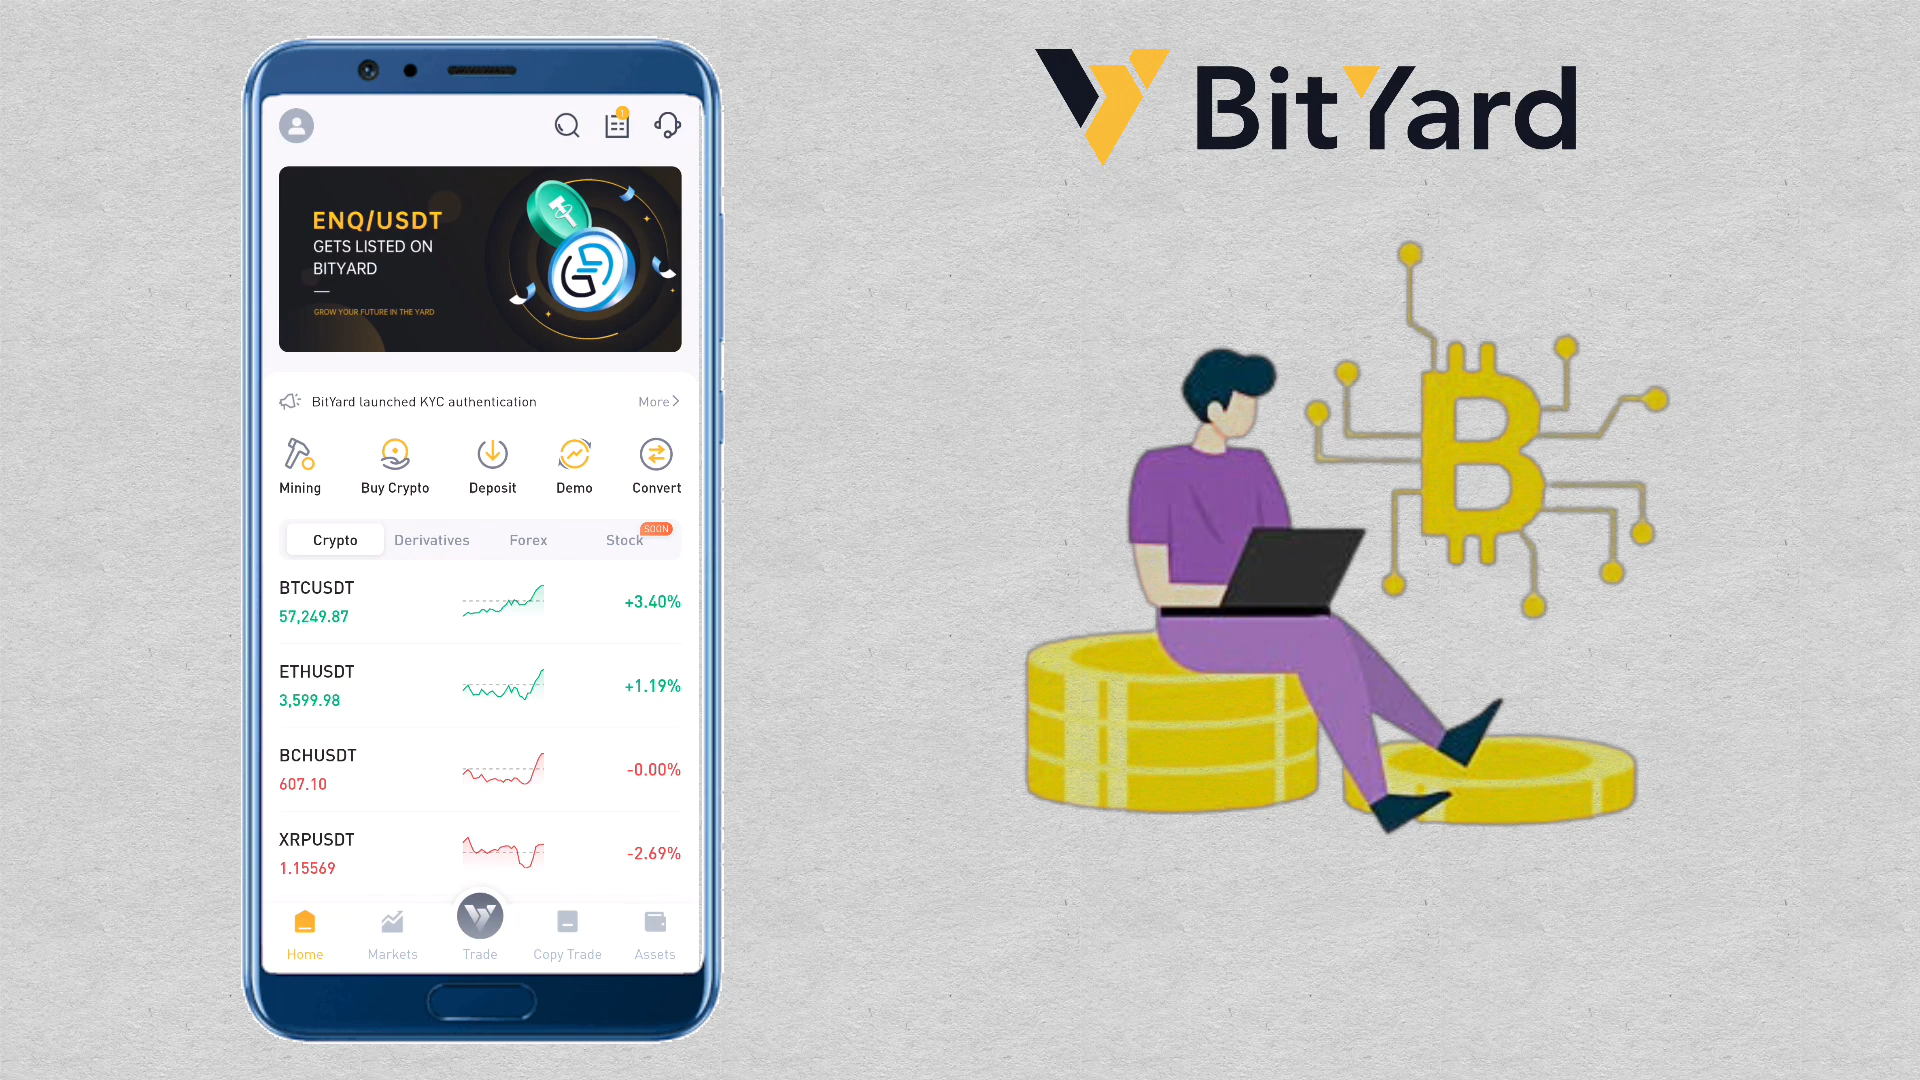 BitYard
1
ENQ/USDT
GETS LISTED ON
BITYARD
GROW YOUR FUTURE IN THE YARD
BitYard launched KYC authentication
More
Mining
Buy Crypto
Deposit
Demo
Convert
SOON
Crypto
Derivatives
Forex
Stock
BTCUSDT
57,249.87
+3.40%
ETHUSDT
3,599.98
+1.19%
BCHUSDT
607.10
-0.00%
XRPUSDT
1.15569
-2.69%
Home
Markets
Trade
Copy Trade
Assets